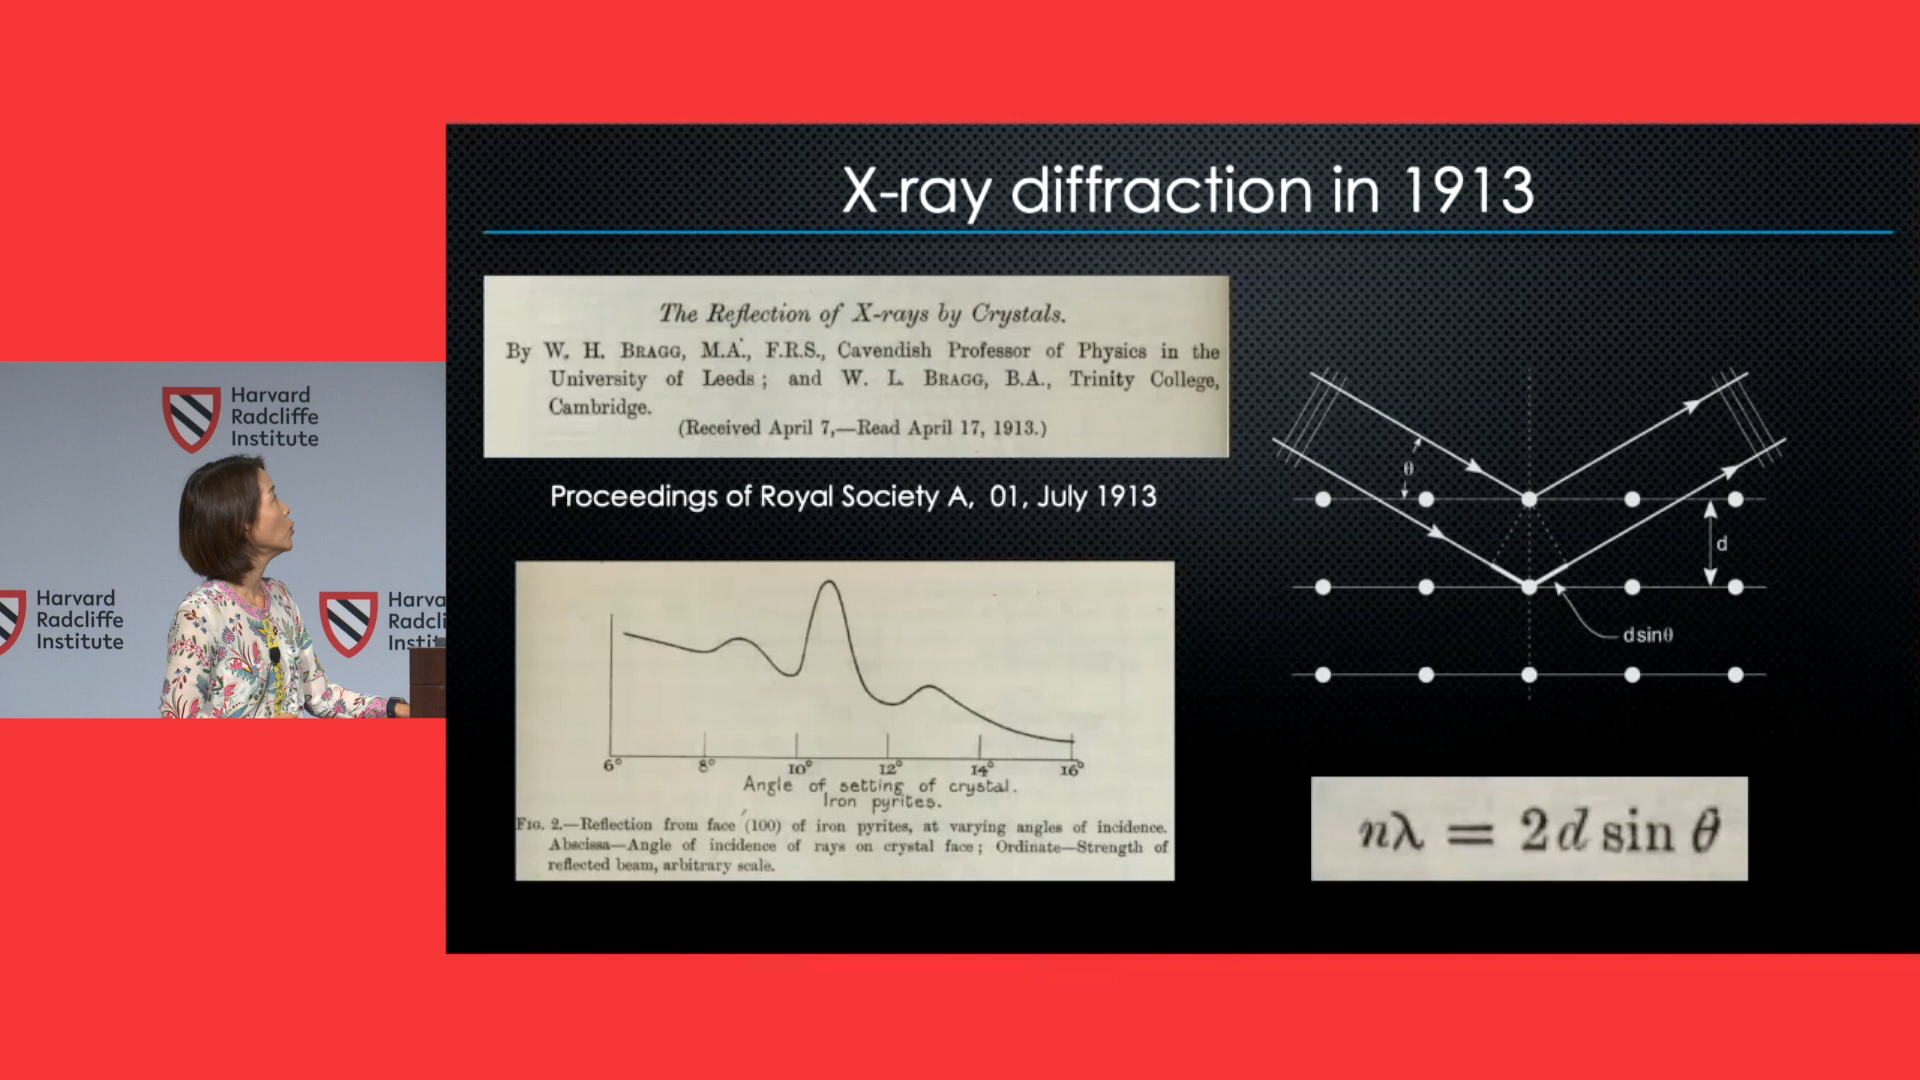 X-ray diffraction in 1913
The Reflection of X-rays by Crystals.
By W. H. BRAGG, M.A., F.R.S., Cavendish Professor of Physics in the
University of Leeds; and W. L. BRAGG, B.A., Trinity College,
Cambridge.
(Received April 7,—Read April 17, 1913.)
Proceedings of Royal Society A, 01, July 1913
6° 8° 10° 12° 14° 16°
Angle of setting of crystal.
Iron pyrites.
FIG. 2.—Reflection from face (100) of iron pyrites, at varying angles of incidence.
Abscissa—Angle of incidence of rays on crystal face; Ordinate—Strength of
reflected beam, arbitrary scale.
θ
d
dsinθ
nλ = 2d sin θ
Harvard
Radcliffe
Institute
Harvard
Radcliffe
Institute
Harva
Radcli
Instit